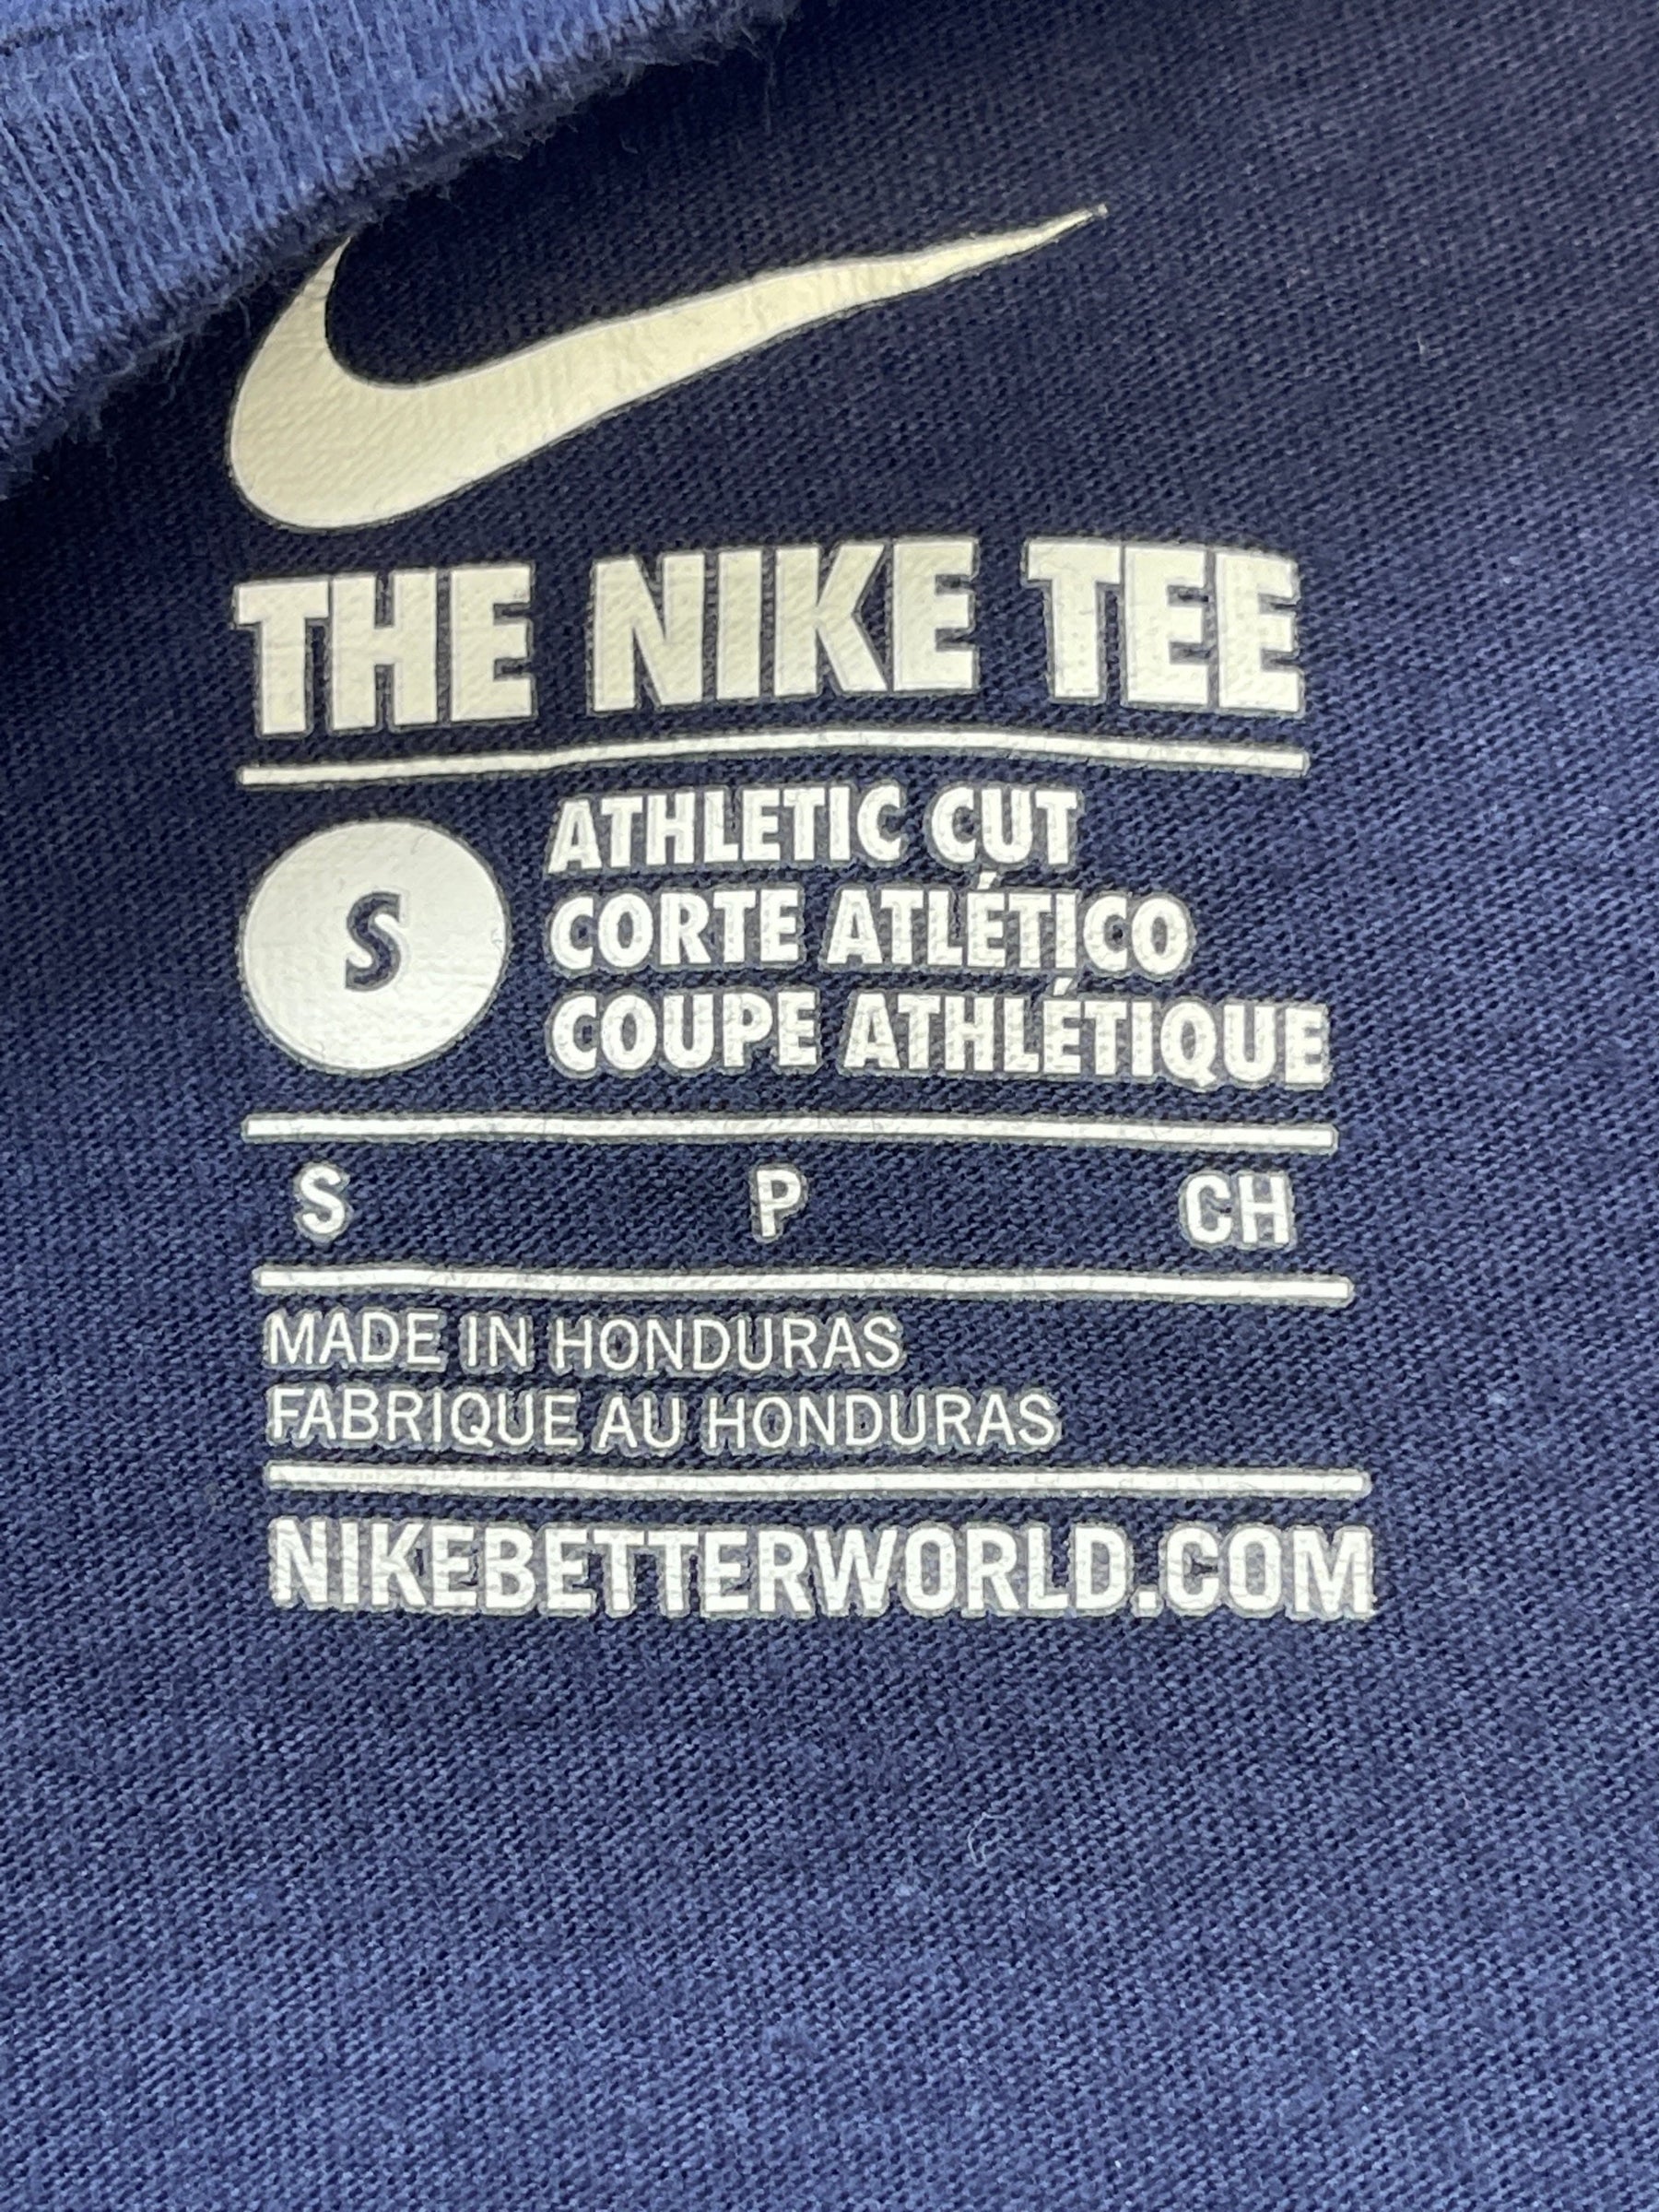 THE NIKE TEE
S
ATHLETIC CUT
CORTE ATLÉTICO
COUPE ATHLÉTIQUE
S P CH
MADE IN HONDURAS
FABRIQUE AU HONDURAS
NIKEBETTERWORLD.COM